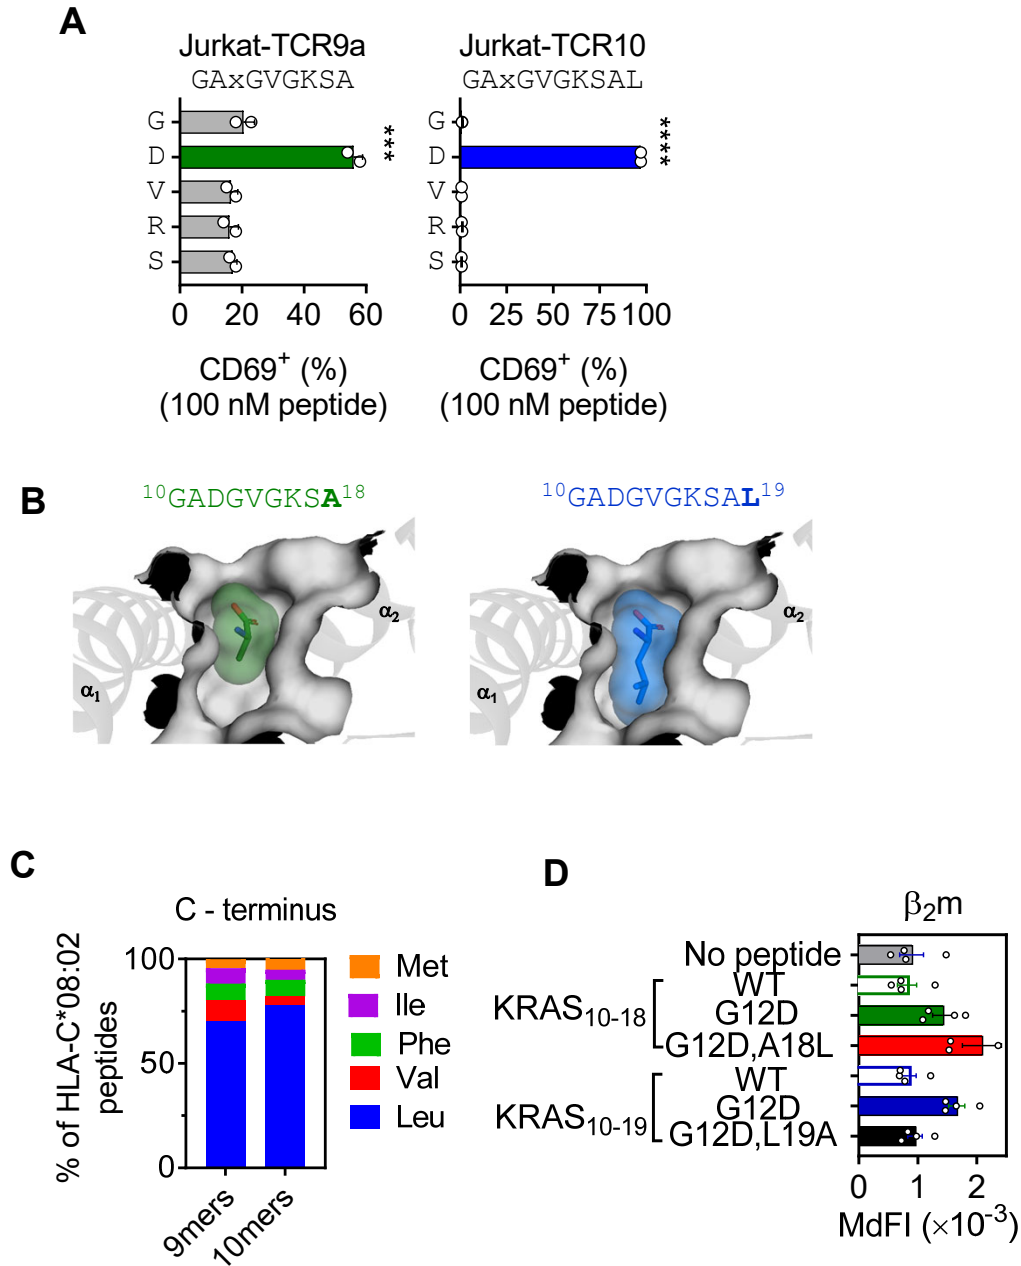 A
Jurkat-TCR9a
GAxGVGKSA
G
D
V
R
S
***
0 20 40 60
CD69+ (%)
(100 nM peptide)
Jurkat-TCR10
GAxGVGKSAL
G
D
V
R
S
****
0 25 50 75 100
CD69+ (%)
(100 nM peptide)
B
10GADGVGKSA18
α1
α2
10GADGVGKSAL19
α1
α2
C
C - terminus
% of HLA-C*08:02
peptides
100
50
0
9mers
10mers
Met
Ile
Phe
Val
Leu
D
β2m
No peptide
KRAS10-18
WT
G12D
G12D,A18L
KRAS10-19
WT
G12D
G12D,L19A
0 1 2
MdFI (×10-3)